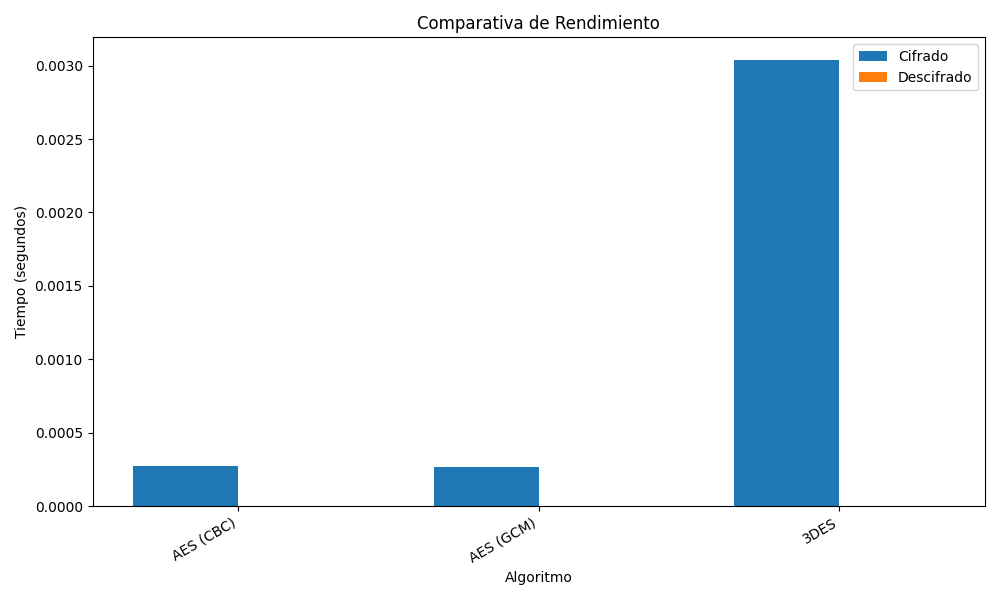 Comparativa de Rendimiento
Cifrado
Descifrado
Tiempo (segundos)
0.0030
0.0025
0.0020
0.0015
0.0010
0.0005
0.0000
AES (CBC)
AES (GCM)
3DES
Algoritmo